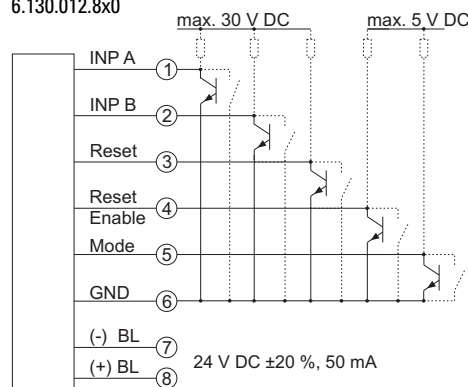 6.130.012.8x0
max. 30 V DC
max. 5 V DC
INP A 1
INP B 2
Reset 3
Reset
Enable 4
Mode 5
GND 6
(-) BL 7
24 V DC ±20 %, 50 mA
(+) BL 8